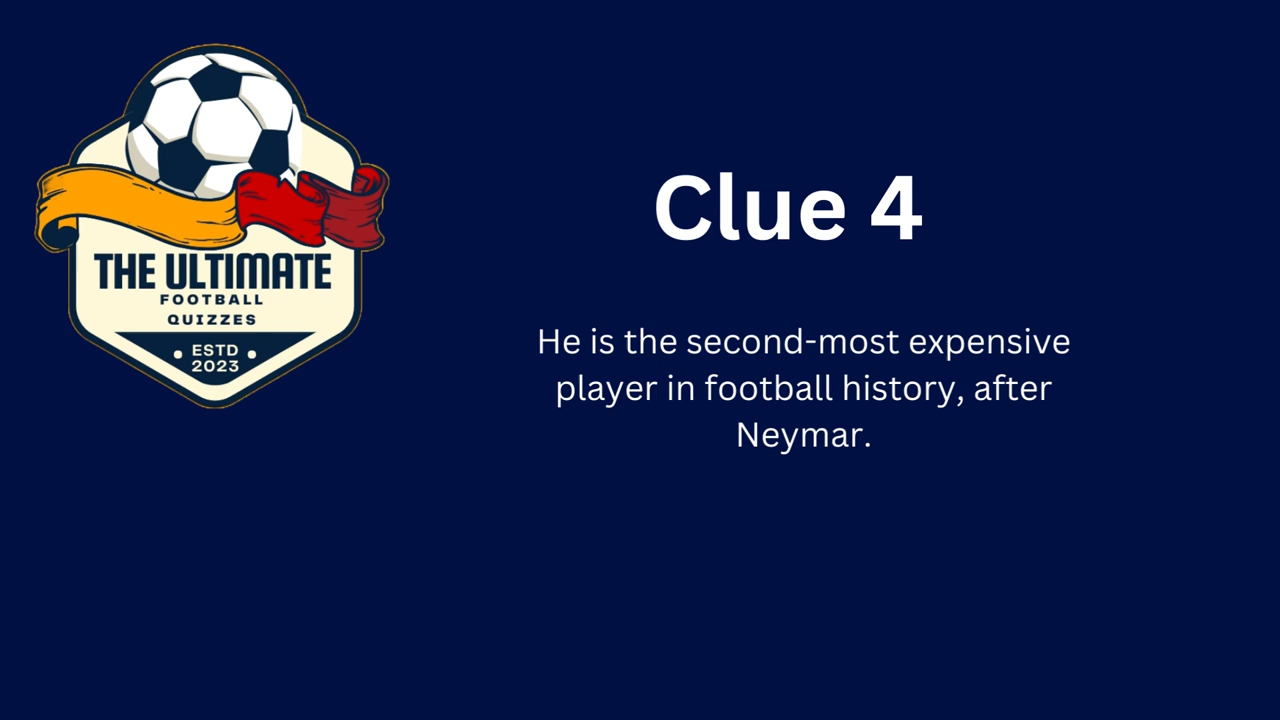 THE ULTIMATE
FOOTBALL
QUIZZES
ESTD
2023
Clue 4
He is the second-most expensive
player in football history, after
Neymar.